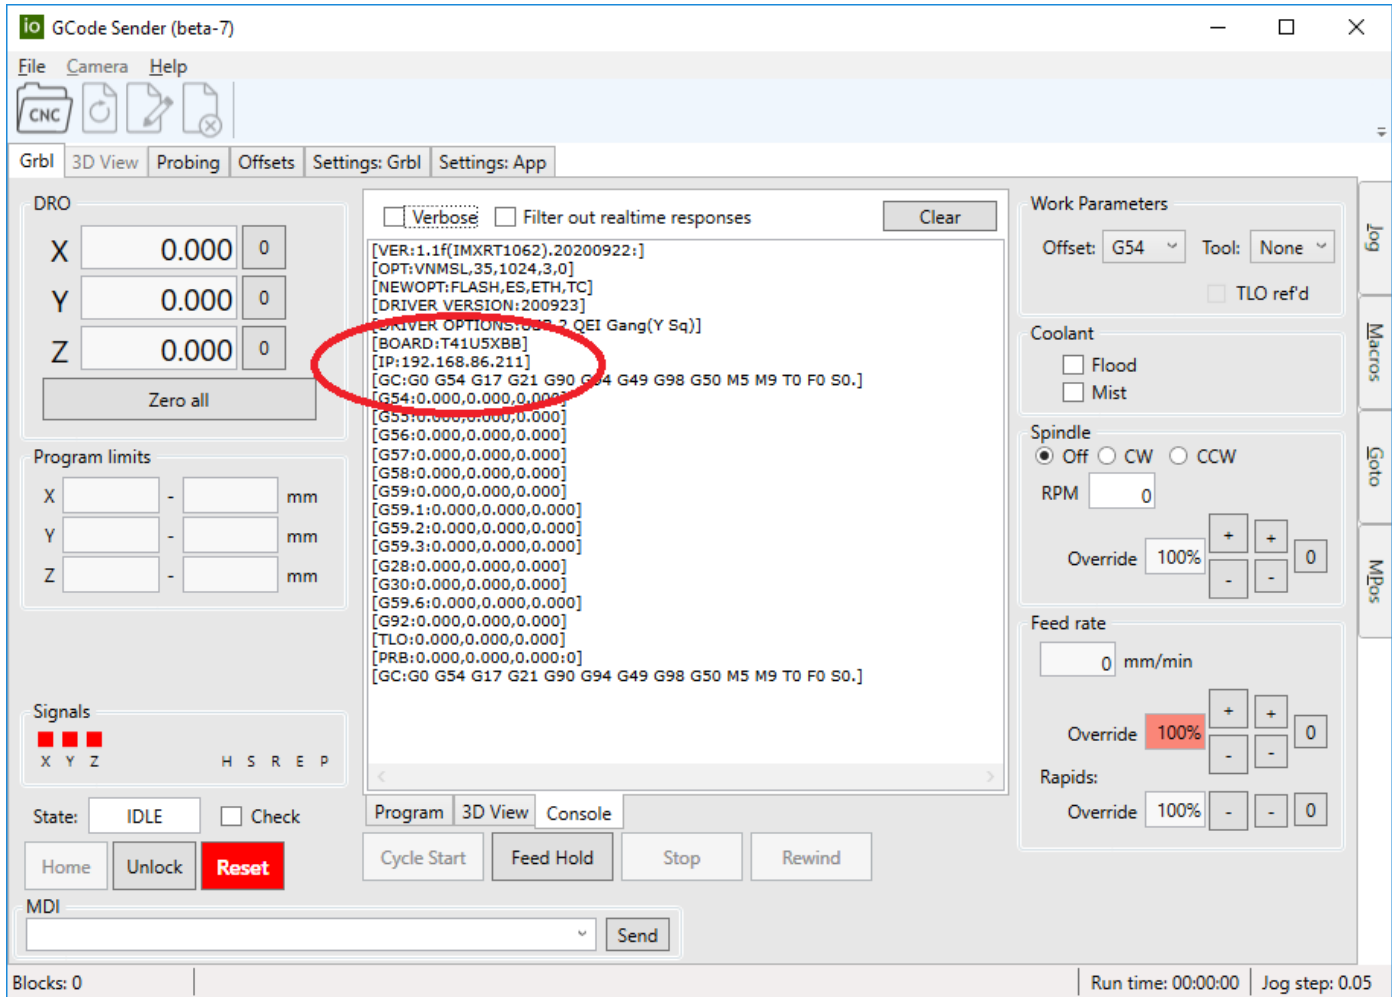 io GCode Sender (beta-7)
File Camera Help
CNC
Grbl 3D View Probing Offsets Settings: Grbl Settings: App
DRO
X 0.000 0
Y 0.000 0
Z 0.000 0
Zero all
Program limits
X - mm
Y - mm
Z - mm
Signals
X Y Z H S R E P
State: IDLE Check
Home Unlock Reset
MDI
Send
Verbose Filter out realtime responses Clear
[VER:1.1f(IMXRT1062).20200922:]
[OPT:VNMSL,35,1024,3,0]
[NEWOPT:FLASH,ES,ETH,TC]
[DRIVER VERSION:200923]
[DRIVER OPTIONS: 2 QEI Gang(Y Sq)]
[BOARD:T41U5XBB]
[IP:192.168.86.211]
[GC:G0 G54 G17 G21 G90 G94 G49 G98 G50 M5 M9 T0 F0 S0.]
[G54:0.000,0.000,0.000]
[G55:0.000,0.000,0.000]
[G56:0.000,0.000,0.000]
[G57:0.000,0.000,0.000]
[G58:0.000,0.000,0.000]
[G59:0.000,0.000,0.000]
[G59.1:0.000,0.000,0.000]
[G59.2:0.000,0.000,0.000]
[G59.3:0.000,0.000,0.000]
[G28:0.000,0.000,0.000]
[G30:0.000,0.000,0.000]
[G59.6:0.000,0.000,0.000]
[G92:0.000,0.000,0.000]
[TLO:0.000,0.000,0.000]
[PRB:0.000,0.000,0.000:0]
[GC:G0 G54 G17 G21 G90 G94 G49 G98 G50 M5 M9 T0 F0 S0.]
Program 3D View Console
Cycle Start Feed Hold Stop Rewind
Work Parameters
Offset: G54 Tool: None
TLO ref'd
Coolant
Flood
Mist
Spindle
Off CW CCW
RPM 0
Override 100% + + - - 0
Feed rate
0 mm/min
Override 100% + + - - 0
Rapids:
Override 100% - - 0
Jog
Macros
Goto
MPos
Blocks: 0 Run time: 00:00:00 Jog step: 0.05